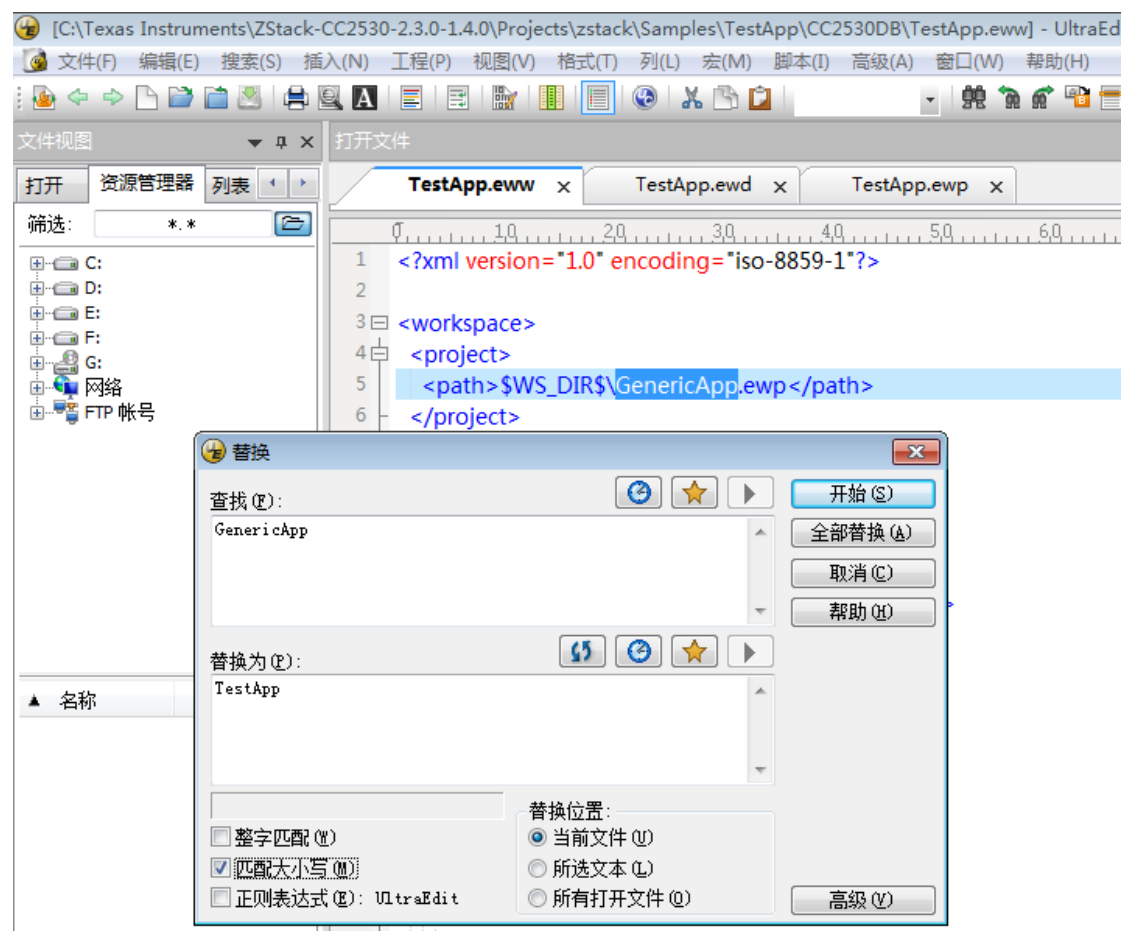 [C:\Texas Instruments\ZStack-CC2530-2.3.0-1.4.0\Projects\zstack\Samples\TestApp\CC2530DB\TestApp.eww] - UltraEd
文件(F) 编辑(E) 搜索(S) 插入(N) 工程(P) 视图(V) 格式(T) 列(L) 宏(M) 脚本(I) 高级(A) 窗口(W) 帮助(H)
文件视图 打开文件
打开 资源管理器 列表 TestApp.eww x TestApp.ewd x TestApp.ewp x
筛选: *.*
0 10 20 30 40 50 60
1 <?xml version="1.0" encoding="iso-8859-1"?>
2
3 <workspace>
4 <project>
5 <path>$WS_DIR$\GenericApp.ewp</path>
6 </project>
C:
D:
E:
F:
G:
网络
FTP 帐号
名称
替换
查找(F):
GenericApp
替换为(P):
TestApp
开始(S)
全部替换(A)
取消(C)
帮助(H)
整字匹配(W)
匹配大小写(M)
正则表达式(E): UltraEdit
替换位置:
当前文件(U)
所选文本(L)
所有打开文件(O)
高级(V)